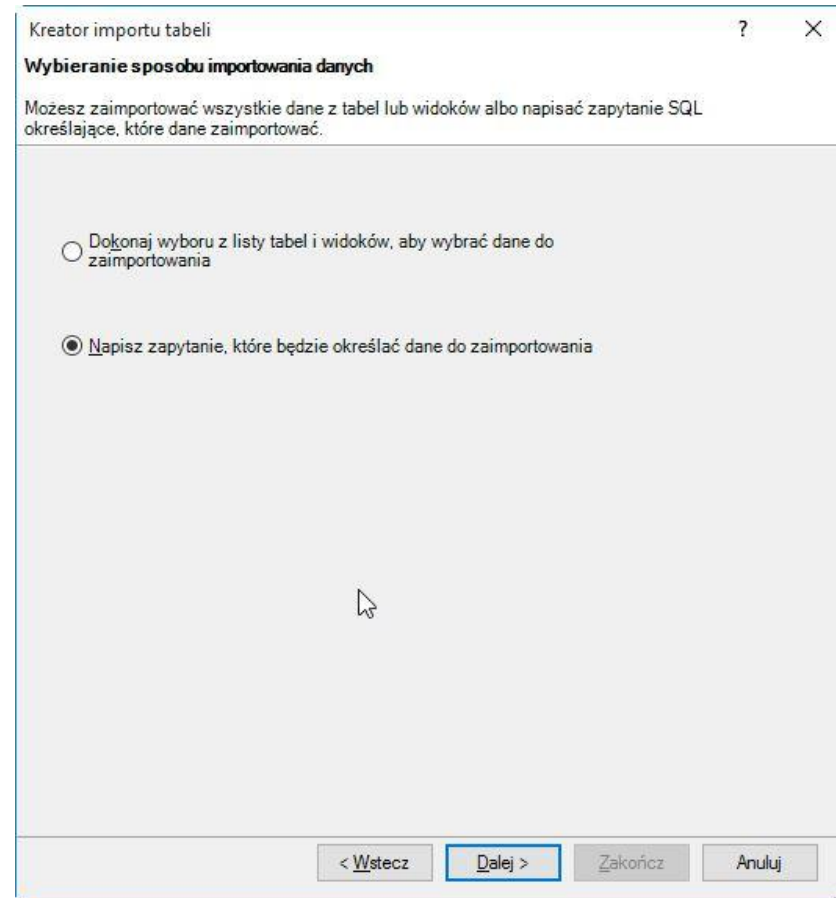 Kreator importu tabeli ? ✕
Wybieranie sposobu importowania danych
Możesz zaimportować wszystkie dane z tabel lub widoków albo napisać zapytanie SQL
określające, które dane zaimportować.
Dokonaj wyboru z listy tabel i widoków, aby wybrać dane do
zaimportowania
Napisz zapytanie, które będzie określać dane do zaimportowania
< Wstecz Dalej > Zakończ Anuluj